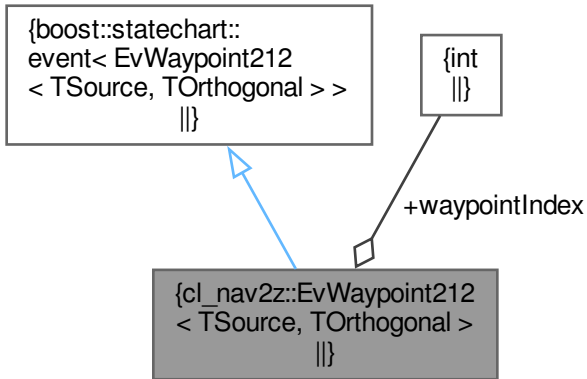 {boost::statechart::
event< EvWaypoint212
< TSource, TOrthogonal > >
||}
{int
||}
+waypointIndex
{cl_nav2z::EvWaypoint212
< TSource, TOrthogonal >
||}